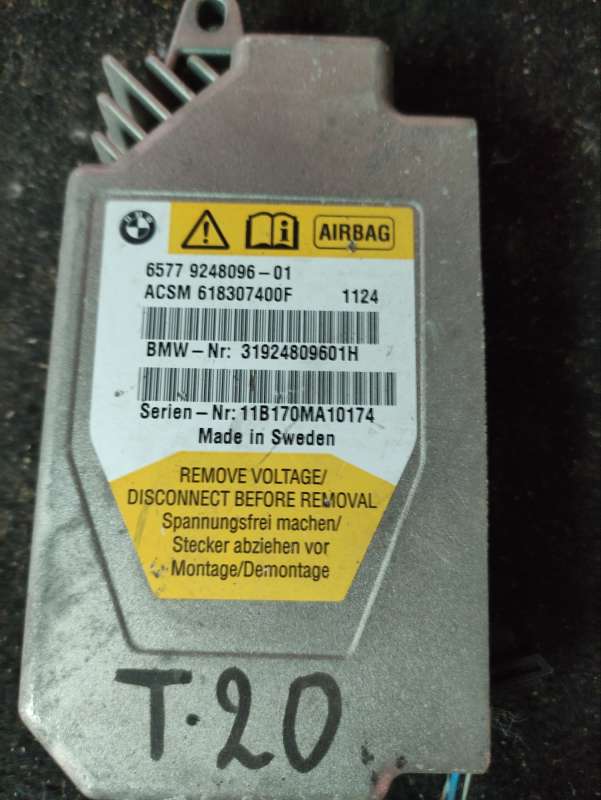 BMW
AIRBAG
6577 9248096-01
ACSM 618307400F 1124
BMW-Nr: 31924809601H
Serien-Nr: 11B170MA10174
Made in Sweden
REMOVE VOLTAGE/
DISCONNECT BEFORE REMOVAL
Spannungsfrei machen/
Stecker abziehen vor
Montage/Demontage
T.20